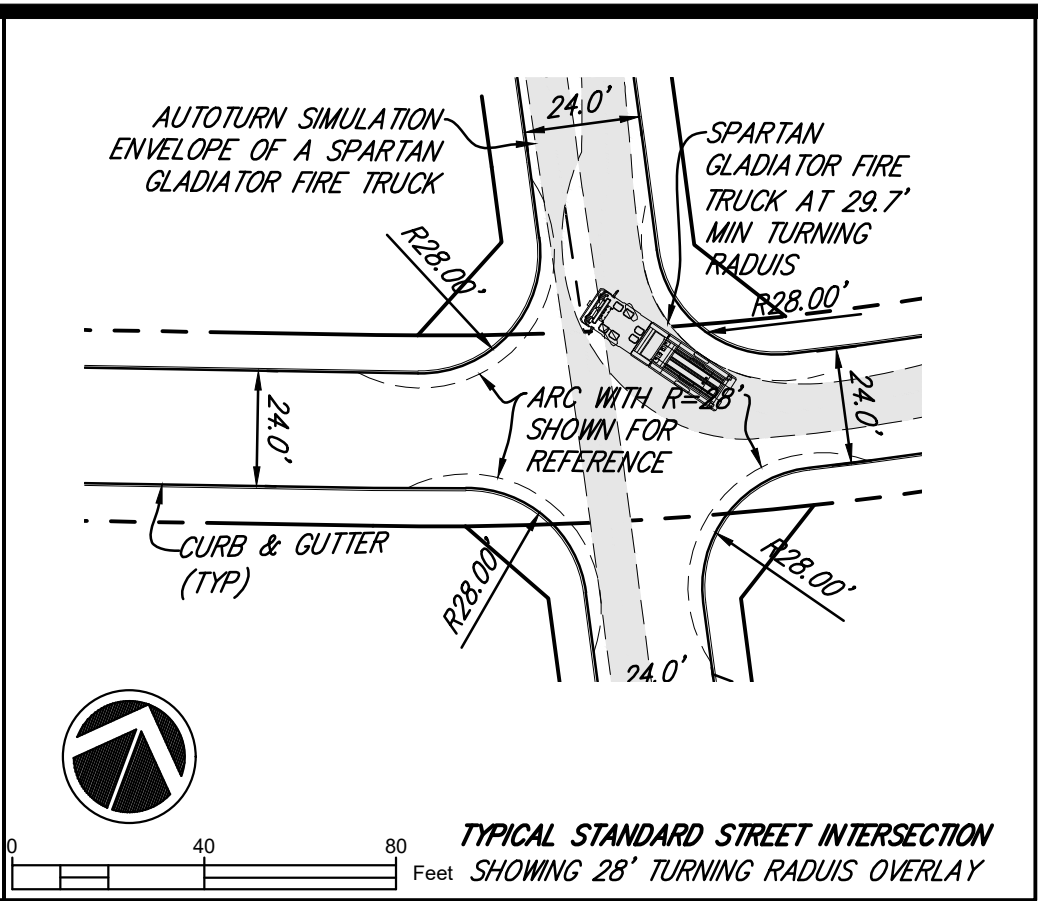 24.0'
AUTOTURN SIMULATION
ENVELOPE OF A SPARTAN
GLADIATOR FIRE TRUCK
SPARTAN
GLADIATOR FIRE
TRUCK AT 29.7'
MIN TURNING
RADUIS
R28.00'
R28.00'
ARC WITH R=28'
SHOWN FOR
REFERENCE
24.0'
24.0'
CURB & GUTTER
(TYP)
R28.00'
R28.00'
24.0'
0 40 80
Feet
TYPICAL STANDARD STREET INTERSECTION
SHOWING 28' TURNING RADUIS OVERLAY